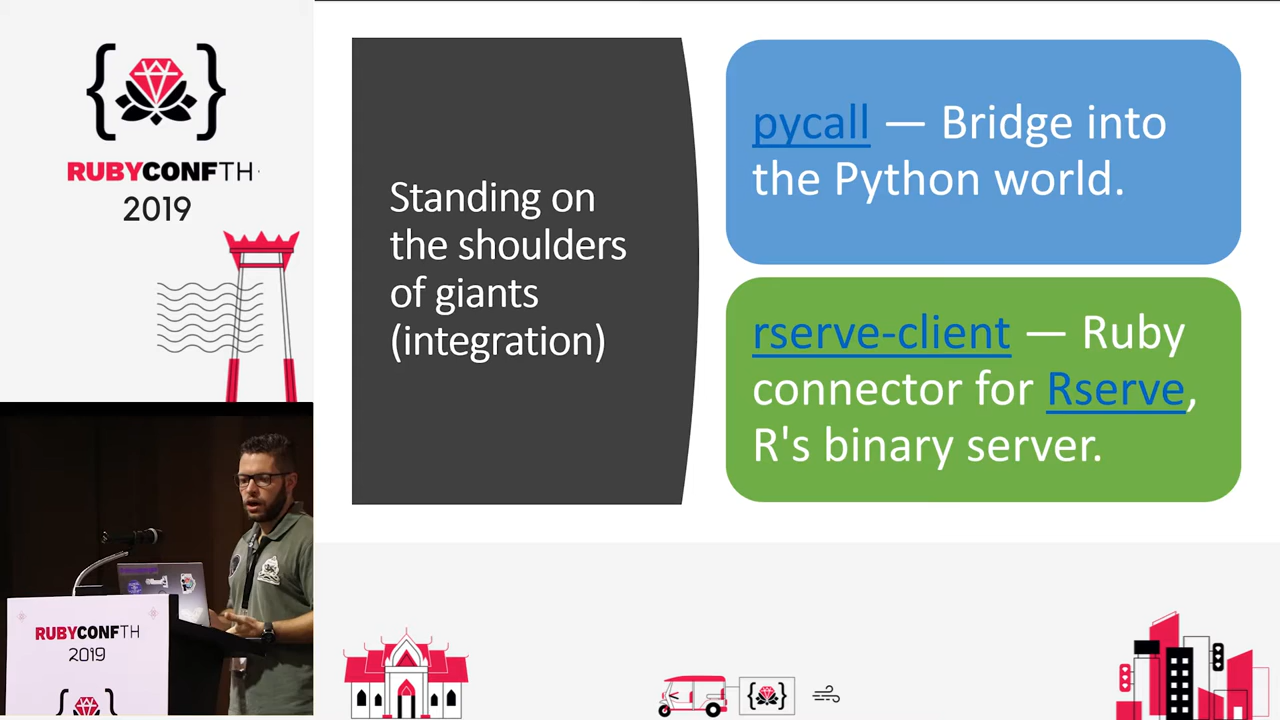 RUBYCONFTH
2019
Standing on
the shoulders
of giants
(integration)
pycall — Bridge into
the Python world.
rserve-client — Ruby
connector for Rserve,
R's binary server.
RUBYCONFTH
2019